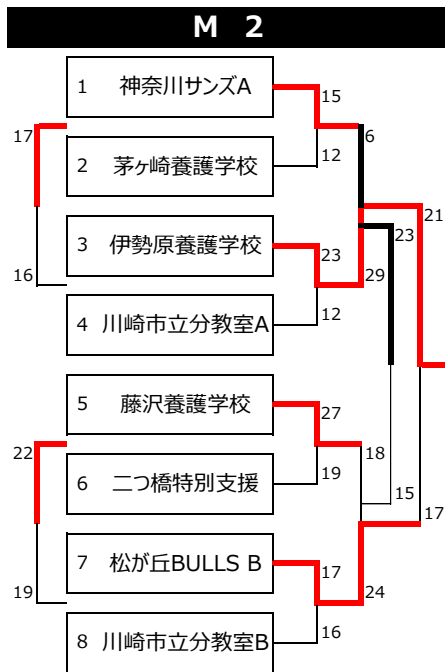 M 2
1 神奈川サンズA
15
17
6
2 茅ヶ崎養護学校
12
21
23
3 伊勢原養護学校
23
16
29
4 川崎市立分教室A
12
5 藤沢養護学校
27
22
18
6 二つ橋特別支援
19
15
17
7 松が丘BULLS B
17
19
24
8 川崎市立分教室B
16